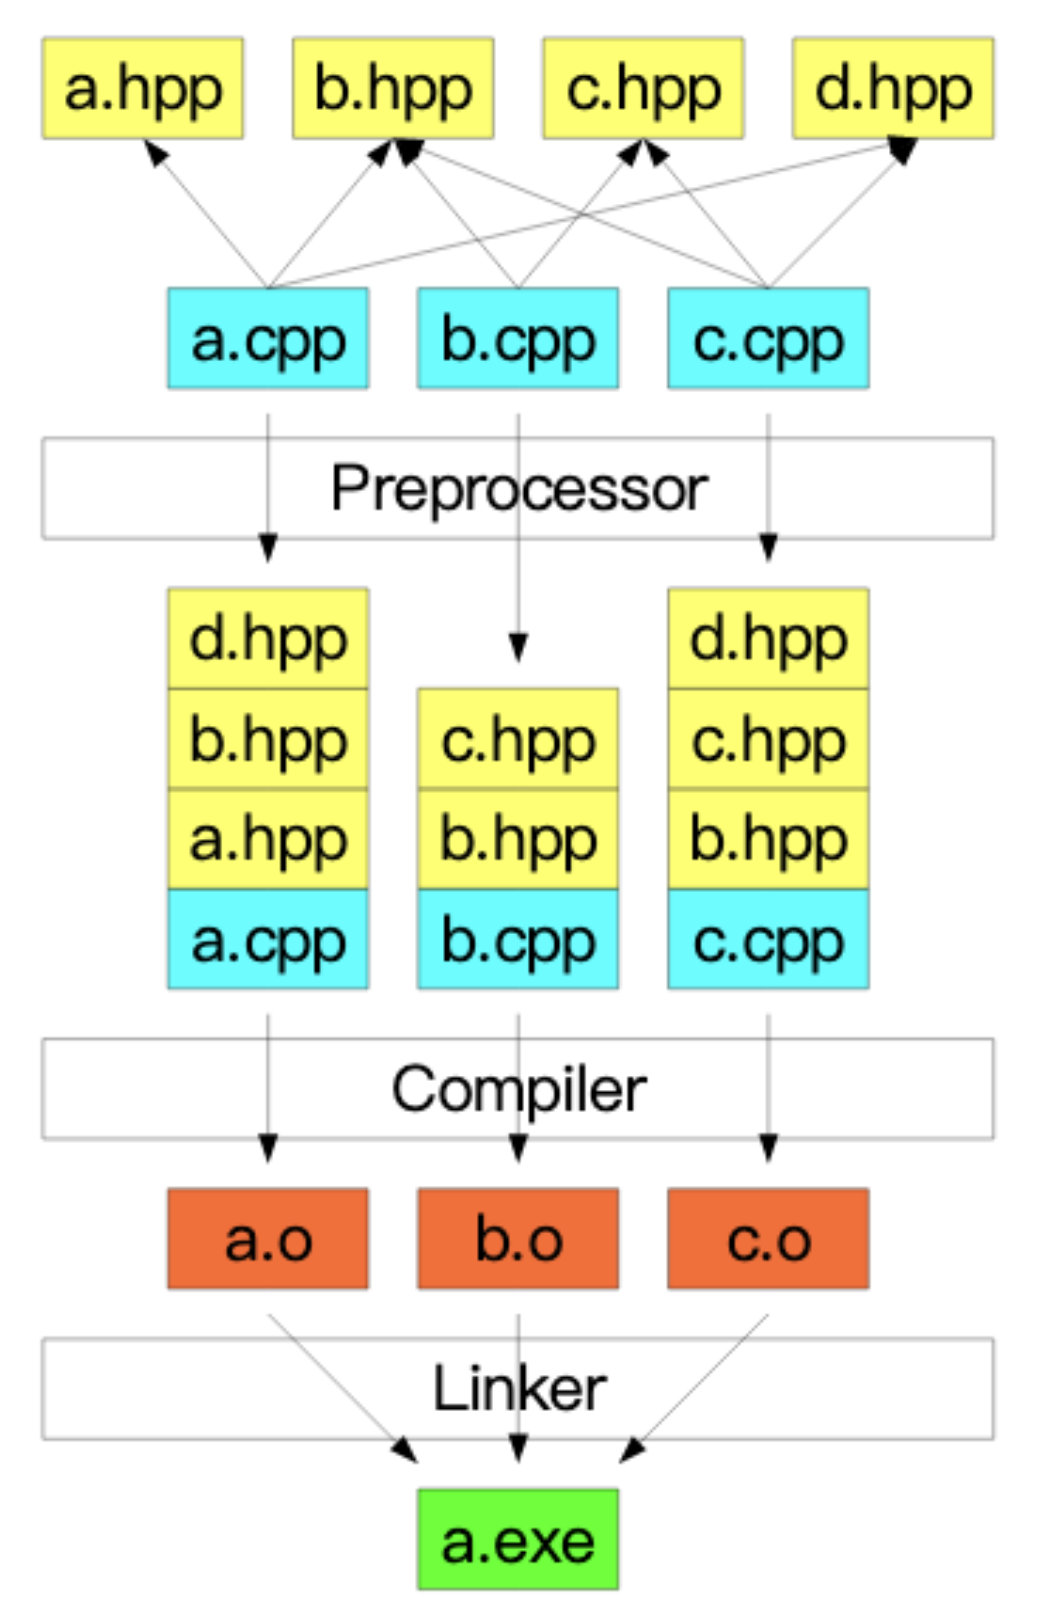 a.hpp b.hpp c.hpp d.hpp
a.cpp b.cpp c.cpp
Preprocessor
d.hpp d.hpp
b.hpp c.hpp c.hpp
a.hpp b.hpp b.hpp
a.cpp b.cpp c.cpp
Compiler
a.o b.o c.o
Linker
a.exe